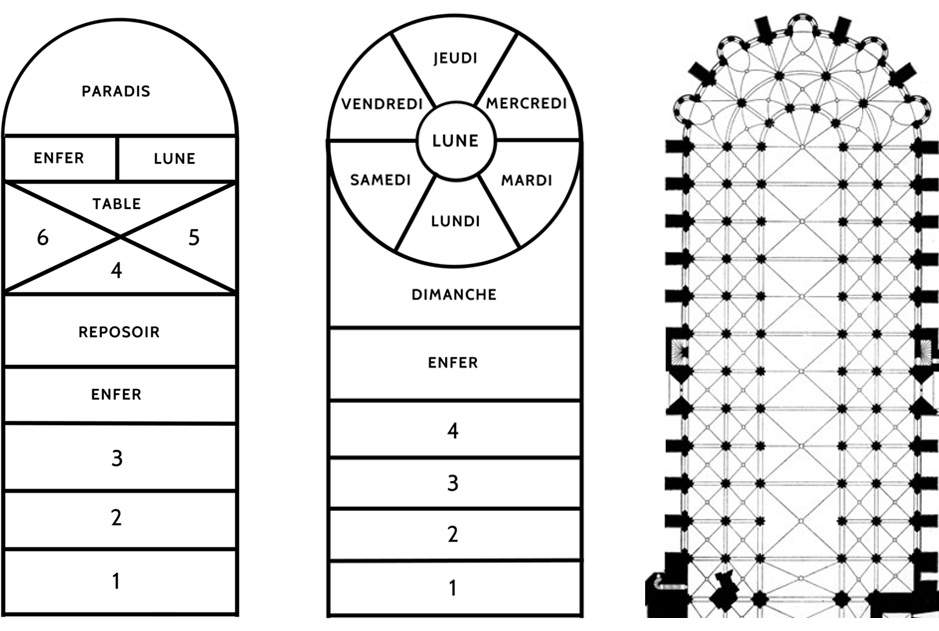 PARADIS
ENFER
LUNE
TABLE
6
5
4
REPOSOIR
ENFER
3
2
1
JEUDI
VENDREDI
MERCREDI
LUNE
SAMEDI
MARDI
LUNDI
DIMANCHE
ENFER
4
3
2
1